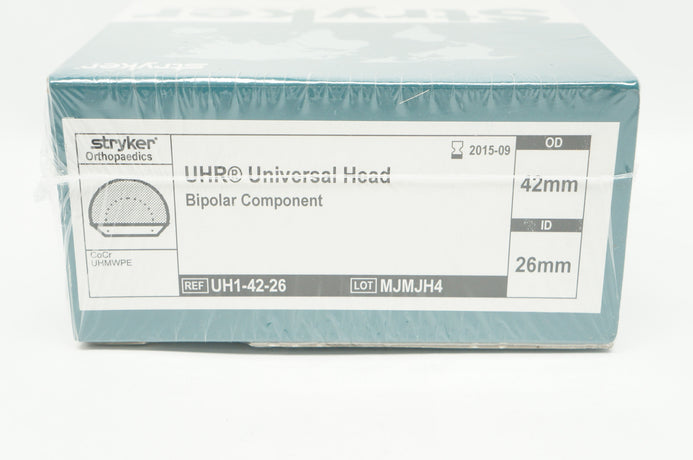 stryker
stryker
stryker®
Orthopaedics
CoCr
UHMWPE
UHR® Universal Head
Bipolar Component
2015-09
REF UH1-42-26
LOT MJMJH4
OD
42mm
ID
26mm